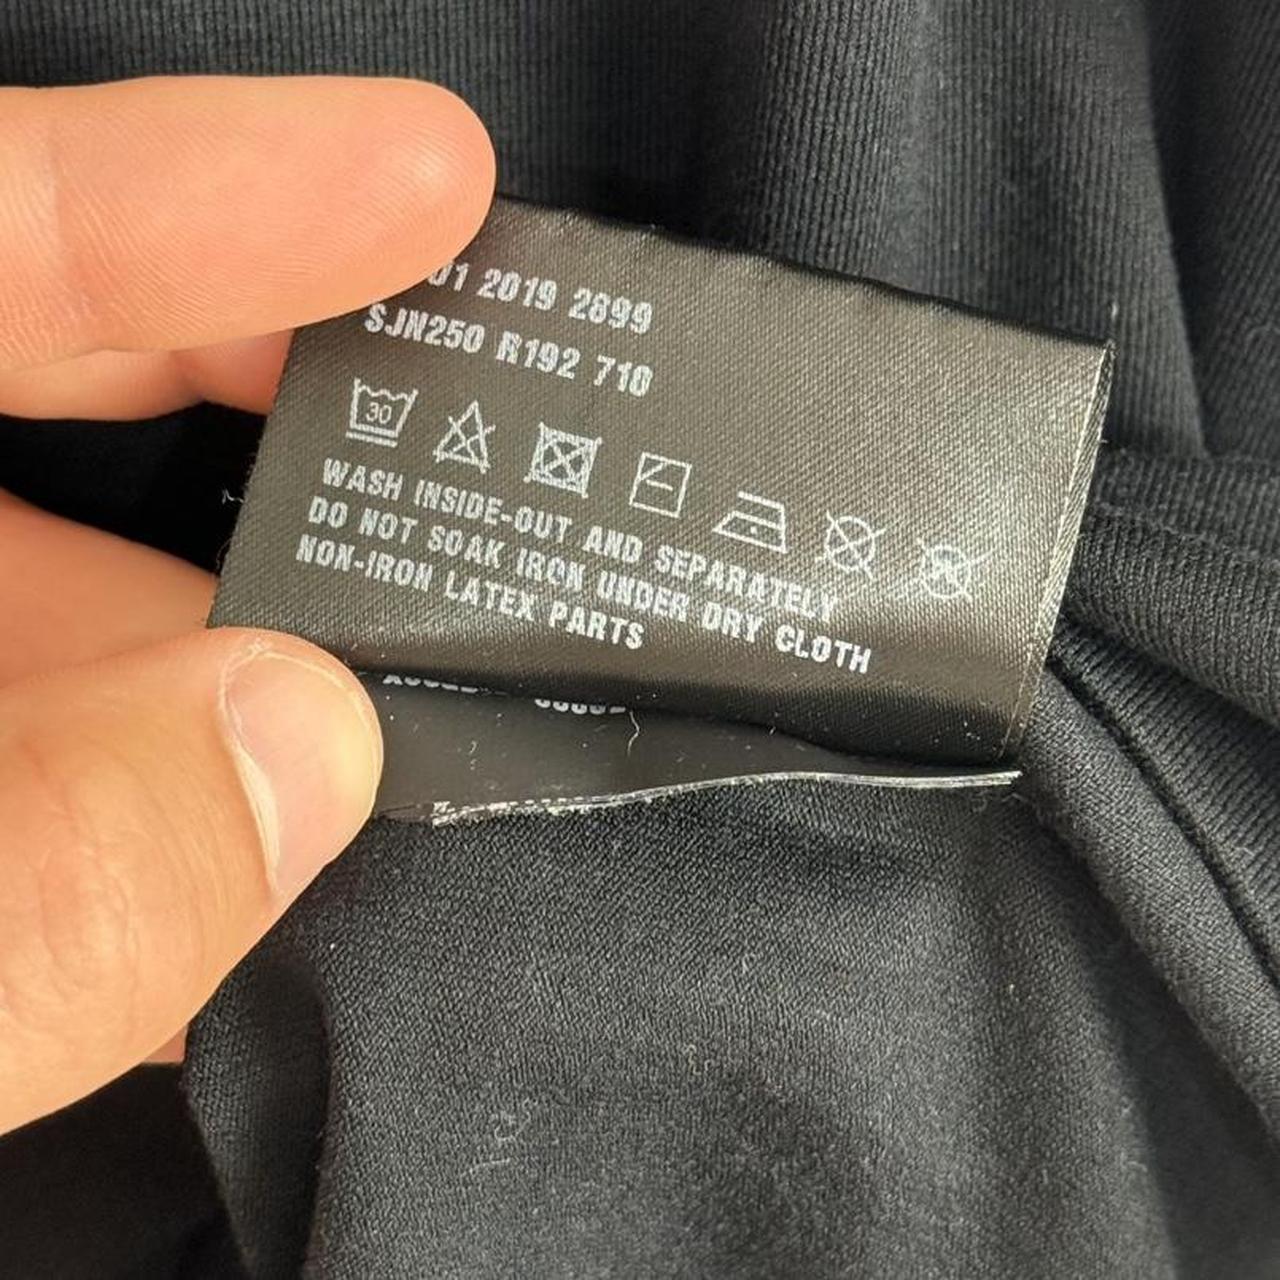 01 2019 2899
SJN250 R192 710
30
WASH INSIDE-OUT AND SEPARATELY
DO NOT SOAK IRON UNDER DRY CLOTH
NON-IRON LATEX PARTS